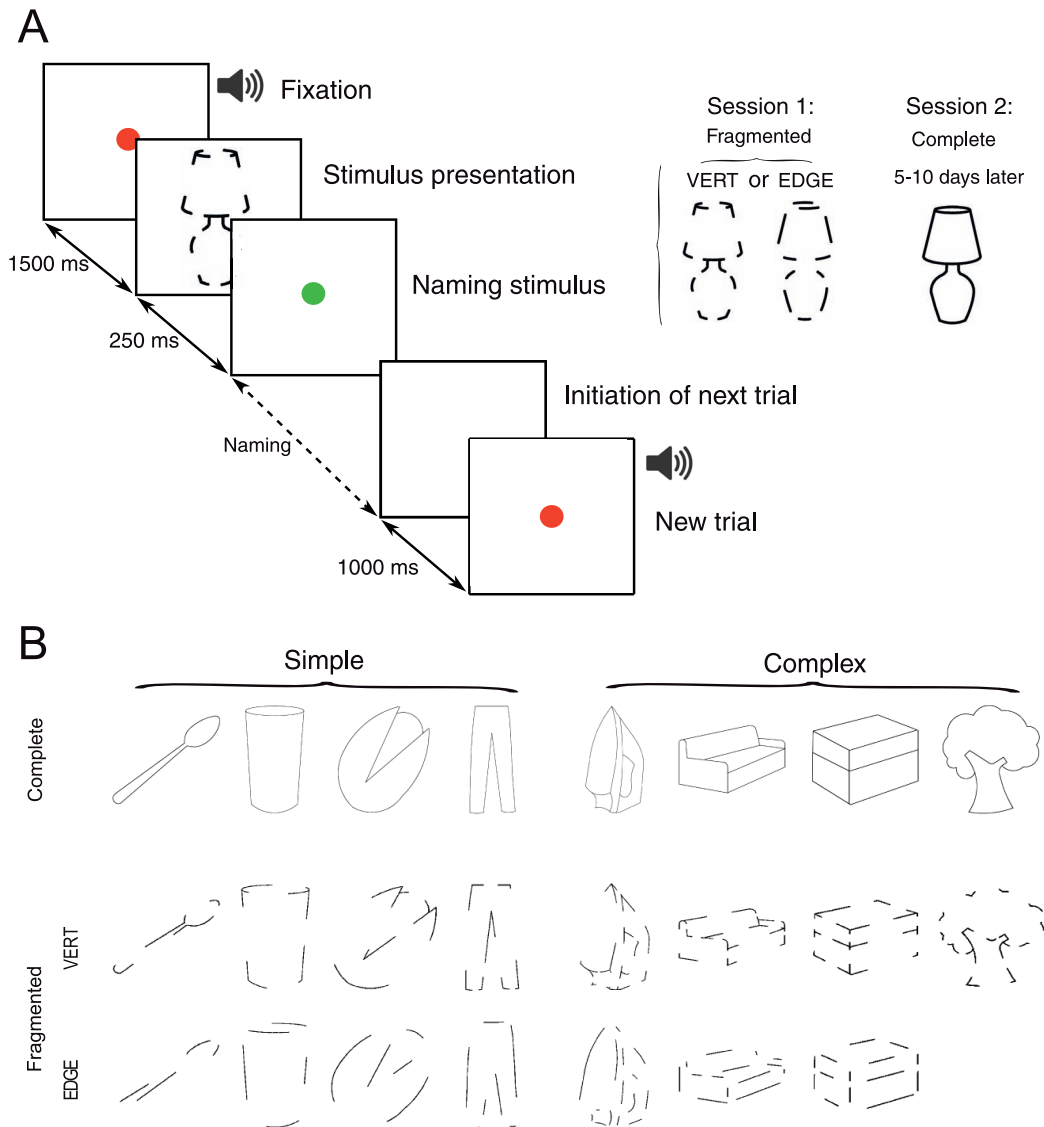 A
Fixation
Stimulus presentation
Naming stimulus
Initiation of next trial
New trial
1500 ms
250 ms
Naming
1000 ms
Session 1:
Fragmented
VERT or EDGE
Session 2:
Complete
5-10 days later
B
Simple
Complex
Complete
Fragmented
VERT
EDGE